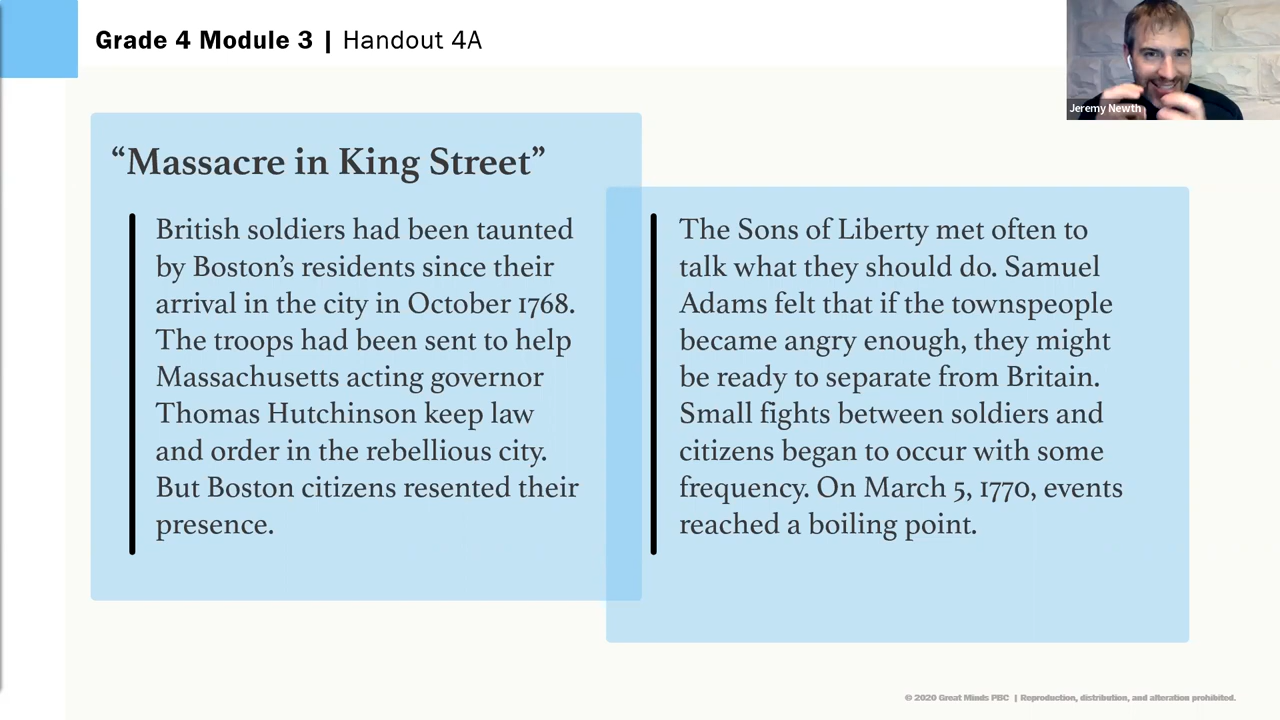 Grade 4 Module 3 | Handout 4A
Jeremy Newth
“Massacre in King Street”
British soldiers had been taunted
by Boston’s residents since their
arrival in the city in October 1768.
The troops had been sent to help
Massachusetts acting governor
Thomas Hutchinson keep law
and order in the rebellious city.
But Boston citizens resented their
presence.
The Sons of Liberty met often to
talk what they should do. Samuel
Adams felt that if the townspeople
became angry enough, they might
be ready to separate from Britain.
Small fights between soldiers and
citizens began to occur with some
frequency. On March 5, 1770, events
reached a boiling point.
© 2020 Great Minds PBC | Reproduction, distribution, and alteration prohibited.